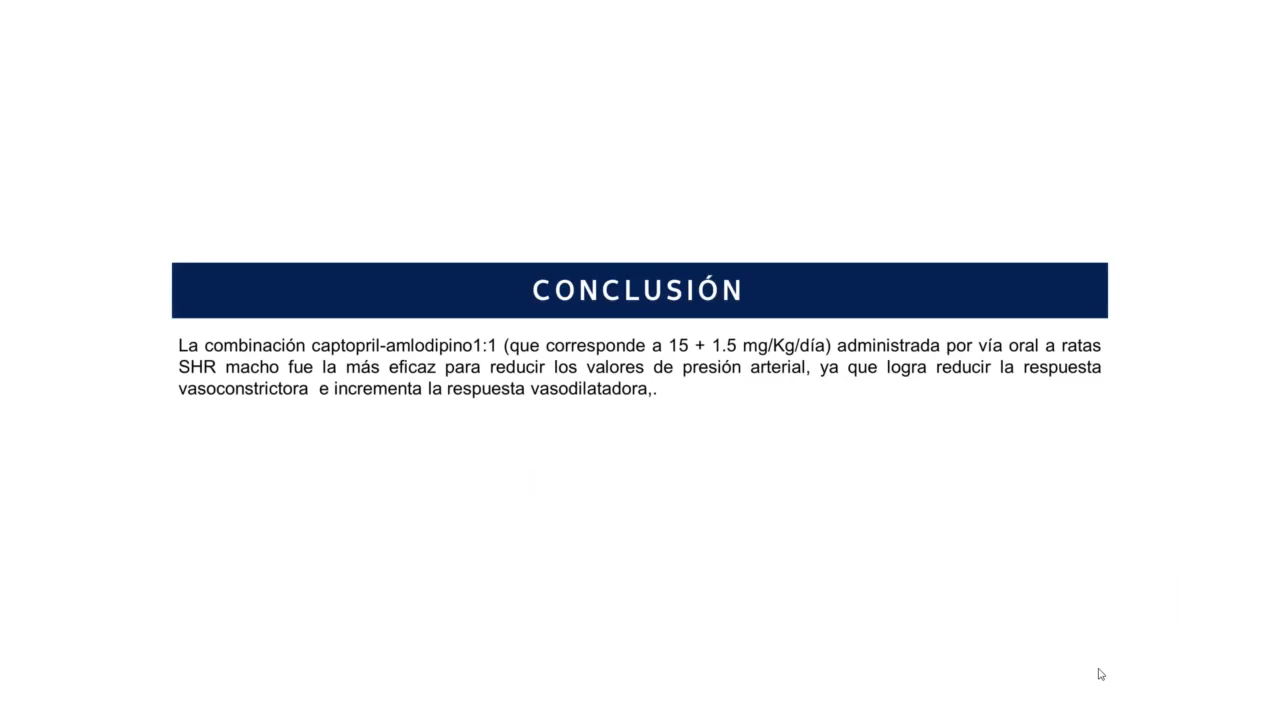 CONCLUSIÓN
La combinación captopril-amlodipino1:1 (que corresponde a 15 + 1.5 mg/Kg/día) administrada por vía oral a ratas
SHR macho fue la más eficaz para reducir los valores de presión arterial, ya que logra reducir la respuesta
vasoconstrictora  e incrementa la respuesta vasodilatadora,.